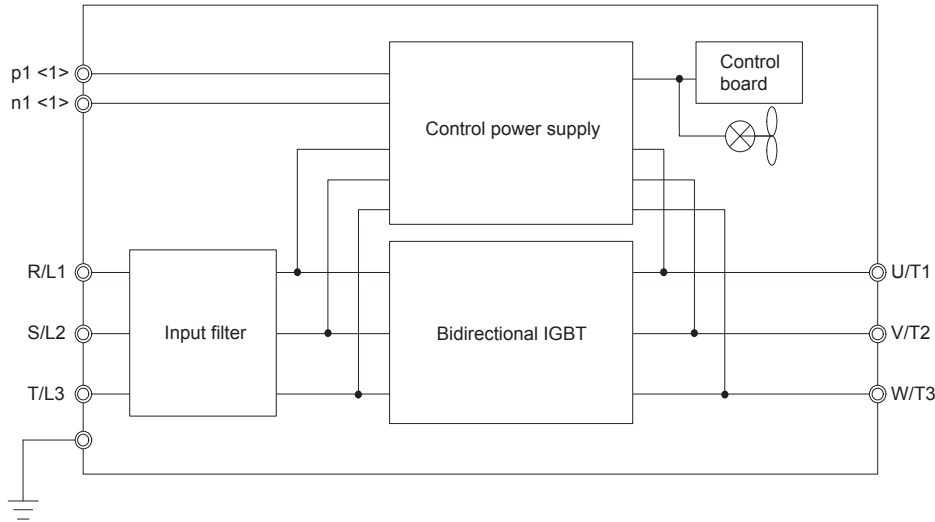 p1 <1>
n1 <1>
Control power supply
Control
board
R/L1
S/L2
T/L3
Input filter
Bidirectional IGBT
U/T1
V/T2
W/T3